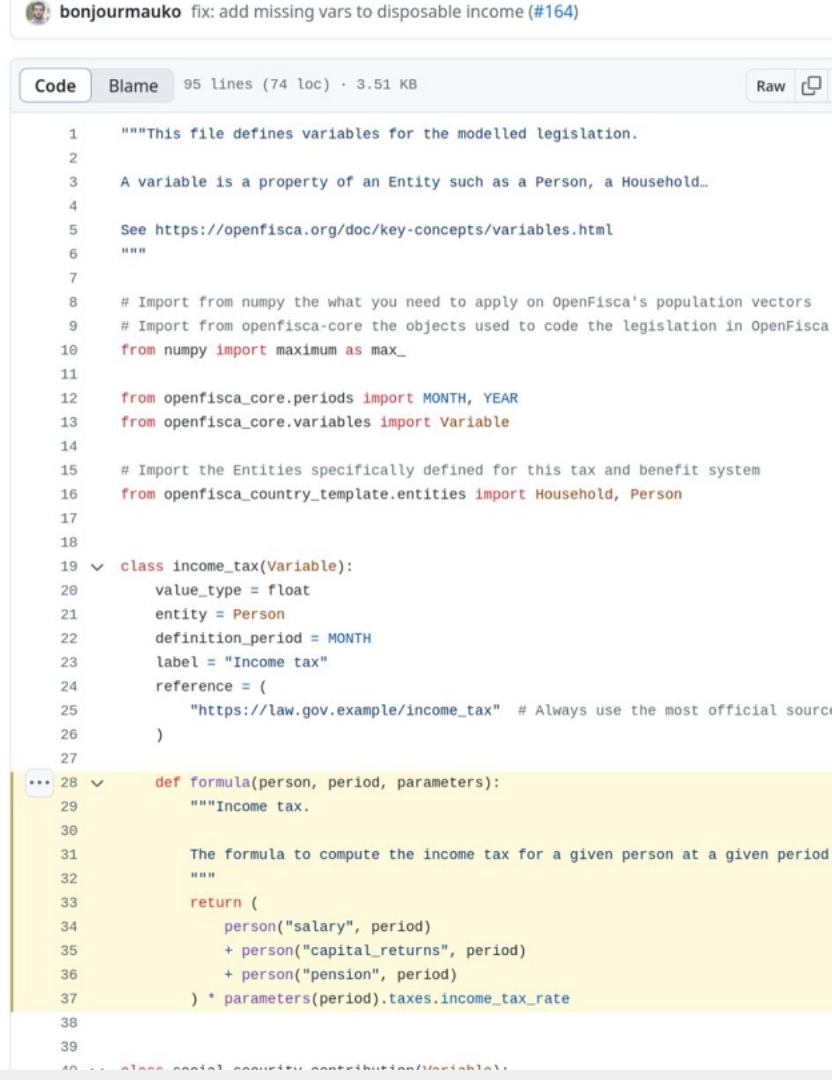 bonjourmauko fix: add missing vars to disposable income (#164)
Code Blame 95 lines (74 loc) · 3.51 KB Raw
1 """This file defines variables for the modelled legislation.
2
3 A variable is a property of an Entity such as a Person, a Household…
4
5 See https://openfisca.org/doc/key-concepts/variables.html
6 """
7
8 # Import from numpy the what you need to apply on OpenFisca's population vectors
9 # Import from openfisca-core the objects used to code the legislation in OpenFisca
10 from numpy import maximum as max_
11
12 from openfisca_core.periods import MONTH, YEAR
13 from openfisca_core.variables import Variable
14
15 # Import the Entities specifically defined for this tax and benefit system
16 from openfisca_country_template.entities import Household, Person
17
18
19 class income_tax(Variable):
20     value_type = float
21     entity = Person
22     definition_period = MONTH
23     label = "Income tax"
24     reference = (
25         "https://law.gov.example/income_tax"  # Always use the most official source
26     )
27
28     def formula(person, period, parameters):
29         """Income tax.
30
31         The formula to compute the income tax for a given person at a given period
32         """
33         return (
34             person("salary", period)
35             + person("capital_returns", period)
36             + person("pension", period)
37         ) * parameters(period).taxes.income_tax_rate
38
39
40 class social_security_contribution(Variable):